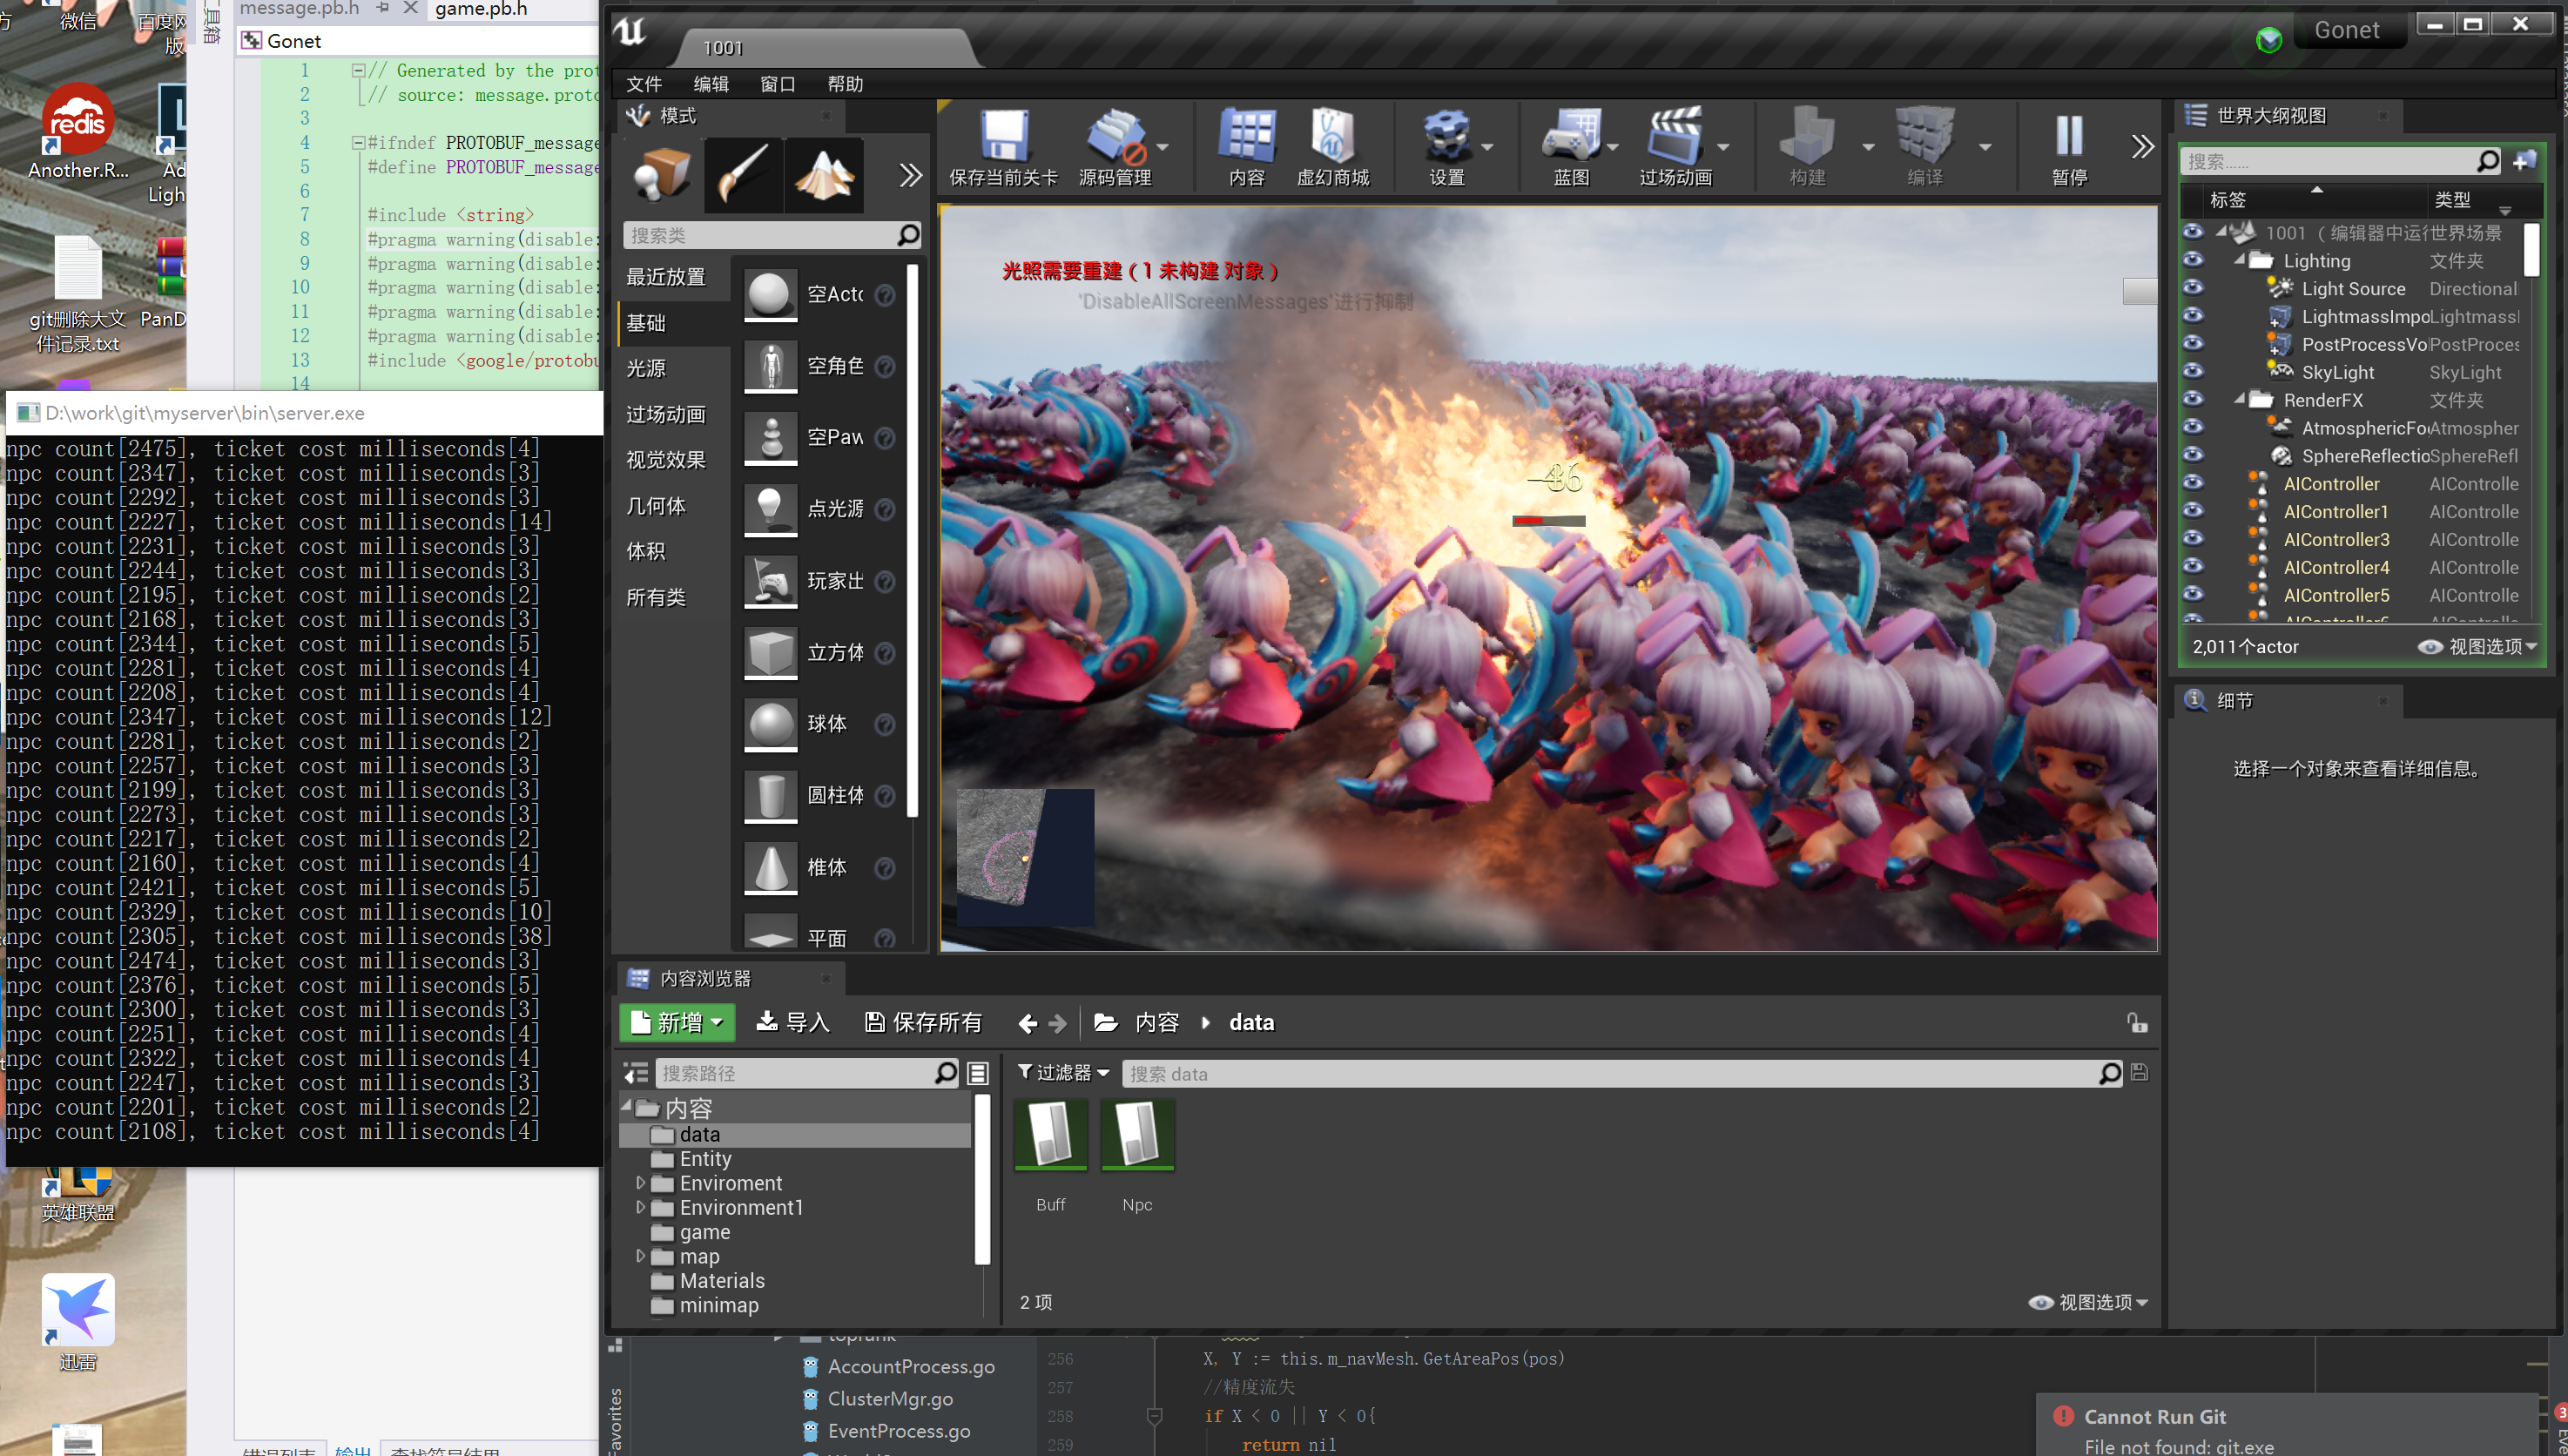 微信
Another.R...
git删除大文
件记录.txt
PanD
英雄联盟
迅雷
message.pb.h
game.pb.h
Gonet
1 // Generated by the prot
2 // source: message.proto
3
4 #ifndef PROTOBUF_message
5 #define PROTOBUF_message
6
7 #include <string>
8 #pragma warning(disable:
9 #pragma warning(disable:
10 #pragma warning(disable:
11 #pragma warning(disable:
12 #pragma warning(disable:
13 #include <google/protobu
14
D:\work\git\myserver\bin\server.exe
npc count[2475], ticket cost milliseconds[4]
npc count[2347], ticket cost milliseconds[3]
npc count[2292], ticket cost milliseconds[3]
npc count[2227], ticket cost milliseconds[14]
npc count[2231], ticket cost milliseconds[3]
npc count[2244], ticket cost milliseconds[3]
npc count[2195], ticket cost milliseconds[2]
npc count[2168], ticket cost milliseconds[3]
npc count[2344], ticket cost milliseconds[5]
npc count[2281], ticket cost milliseconds[4]
npc count[2208], ticket cost milliseconds[4]
npc count[2347], ticket cost milliseconds[12]
npc count[2281], ticket cost milliseconds[2]
npc count[2257], ticket cost milliseconds[3]
npc count[2199], ticket cost milliseconds[3]
npc count[2273], ticket cost milliseconds[3]
npc count[2217], ticket cost milliseconds[2]
npc count[2160], ticket cost milliseconds[4]
npc count[2421], ticket cost milliseconds[5]
npc count[2329], ticket cost milliseconds[10]
npc count[2305], ticket cost milliseconds[38]
npc count[2474], ticket cost milliseconds[3]
npc count[2376], ticket cost milliseconds[5]
npc count[2300], ticket cost milliseconds[3]
npc count[2251], ticket cost milliseconds[4]
npc count[2322], ticket cost milliseconds[4]
npc count[2247], ticket cost milliseconds[3]
npc count[2201], ticket cost milliseconds[2]
npc count[2108], ticket cost milliseconds[4]
1001
Gonet
文件 编辑 窗口 帮助
模式
搜索类
最近放置
基础
光源
过场动画
视觉效果
几何体
体积
所有类
空Acto
空角色
空Paw
点光源
玩家出
立方体
球体
圆柱体
椎体
平面
保存当前关卡 源码管理 内容 虚幻商城 设置 蓝图 过场动画 构建 编译 暂停
光照需要重建 ( 1 未构建 对象 )
'DisableAllScreenMessages'进行抑制
世界大纲视图
搜索......
标签 类型
1001 ( 编辑器中运行 世界场景
Lighting 文件夹
Light Source Directional
LightmassImpo LightmassI
PostProcessVo PostProces
SkyLight SkyLight
RenderFX 文件夹
AtmosphericFo Atmospher
SphereReflectio SphereRefl
AIController AIControlle
AIController1 AIControlle
AIController3 AIControlle
AIController4 AIControlle
AIController5 AIControlle
2,011个actor 视图选项
细节
选择一个对象来查看详细信息。
内容浏览器
新增 导入 保存所有 内容 data
搜索路径
过滤器 搜索 data
内容
data
Entity
Enviroment
Environment1
game
map
Materials
minimap
Buff Npc
2 项 视图选项
Favorites
AccountProcess.go
ClusterMgr.go
EventProcess.go
256 X, Y := this.m_navMesh.GetAreaPos(pos)
257 //精度流失
258 if X < 0 || Y < 0{
259 return nil
Cannot Run Git
File not found: git.exe
输出